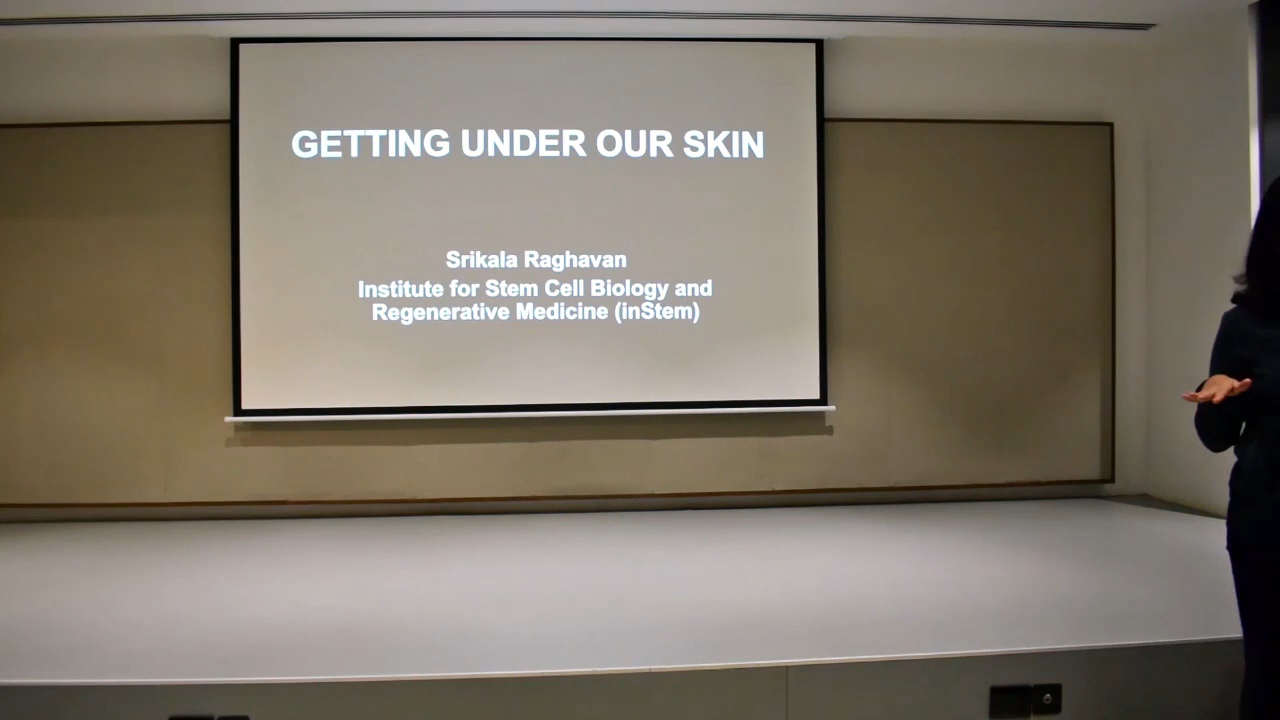 GETTING UNDER OUR SKIN
Srikala Raghavan
Institute for Stem Cell Biology and
Regenerative Medicine (inStem)